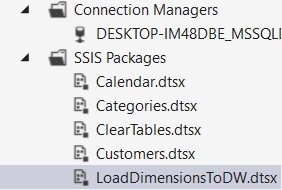 Connection Managers
DESKTOP-IM48DBE_MSSQL
SSIS Packages
Calendar.dtsx
Categories.dtsx
ClearTables.dtsx
Customers.dtsx
LoadDimensionsToDW.dtsx